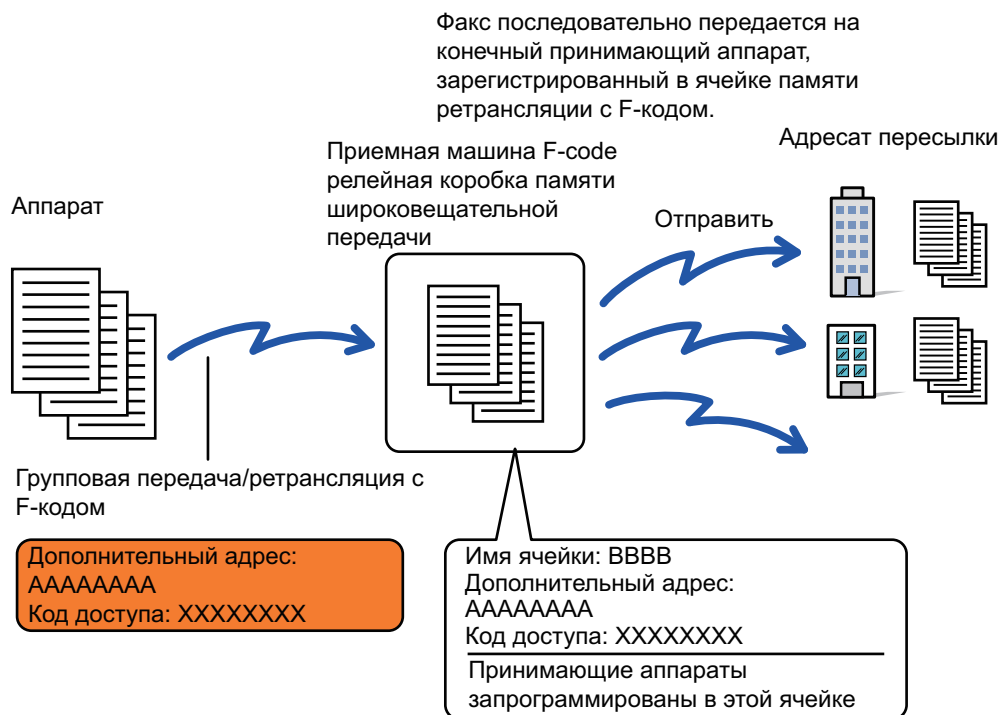 Факс последовательно передается на
конечный принимающий аппарат,
зарегистрированный в ячейке памяти
ретрансляции с F-кодом.
Адресат пересылки
Приемная машина F-code
релейная коробка памяти
широковещательной
передачи
Аппарат
Отправить
Групповая передача/ретрансляция с
F-кодом
Дополнительный адрес:
AAAAAAAA
Код доступа: XXXXXXXX
Имя ячейки: BBBB
Дополнительный адрес:
AAAAAAAA
Код доступа: XXXXXXXX
Принимающие аппараты
запрограммированы в этой ячейке